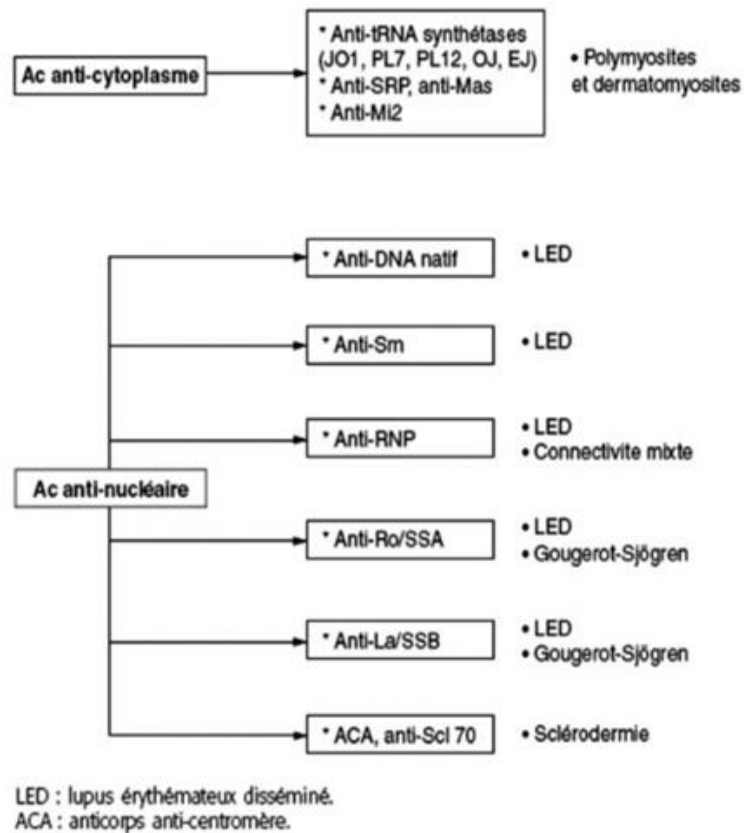 Ac anti-cytoplasme
* Anti-tRNA synthétases
(JO1, PL7, PL12, OJ, EJ)
* Anti-SRP, anti-Mas
* Anti-Mi2
• Polymyosites
et dermatomyosites
* Anti-DNA natif
• LED
* Anti-Sm
• LED
* Anti-RNP
• LED
• Connectivite mixte
Ac anti-nucléaire
* Anti-Ro/SSA
• LED
• Gougerot-Sjögren
* Anti-La/SSB
• LED
• Gougerot-Sjögren
* ACA, anti-Scl 70
• Sclérodermie
LED : lupus érythémateux disséminé.
ACA : anticorps anti-centromère.